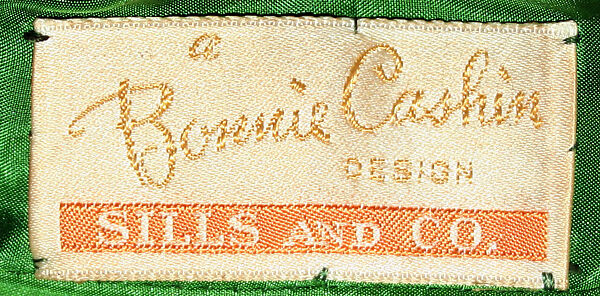 a
Bonnie Cashin
DESIGN
SILLS AND CO.